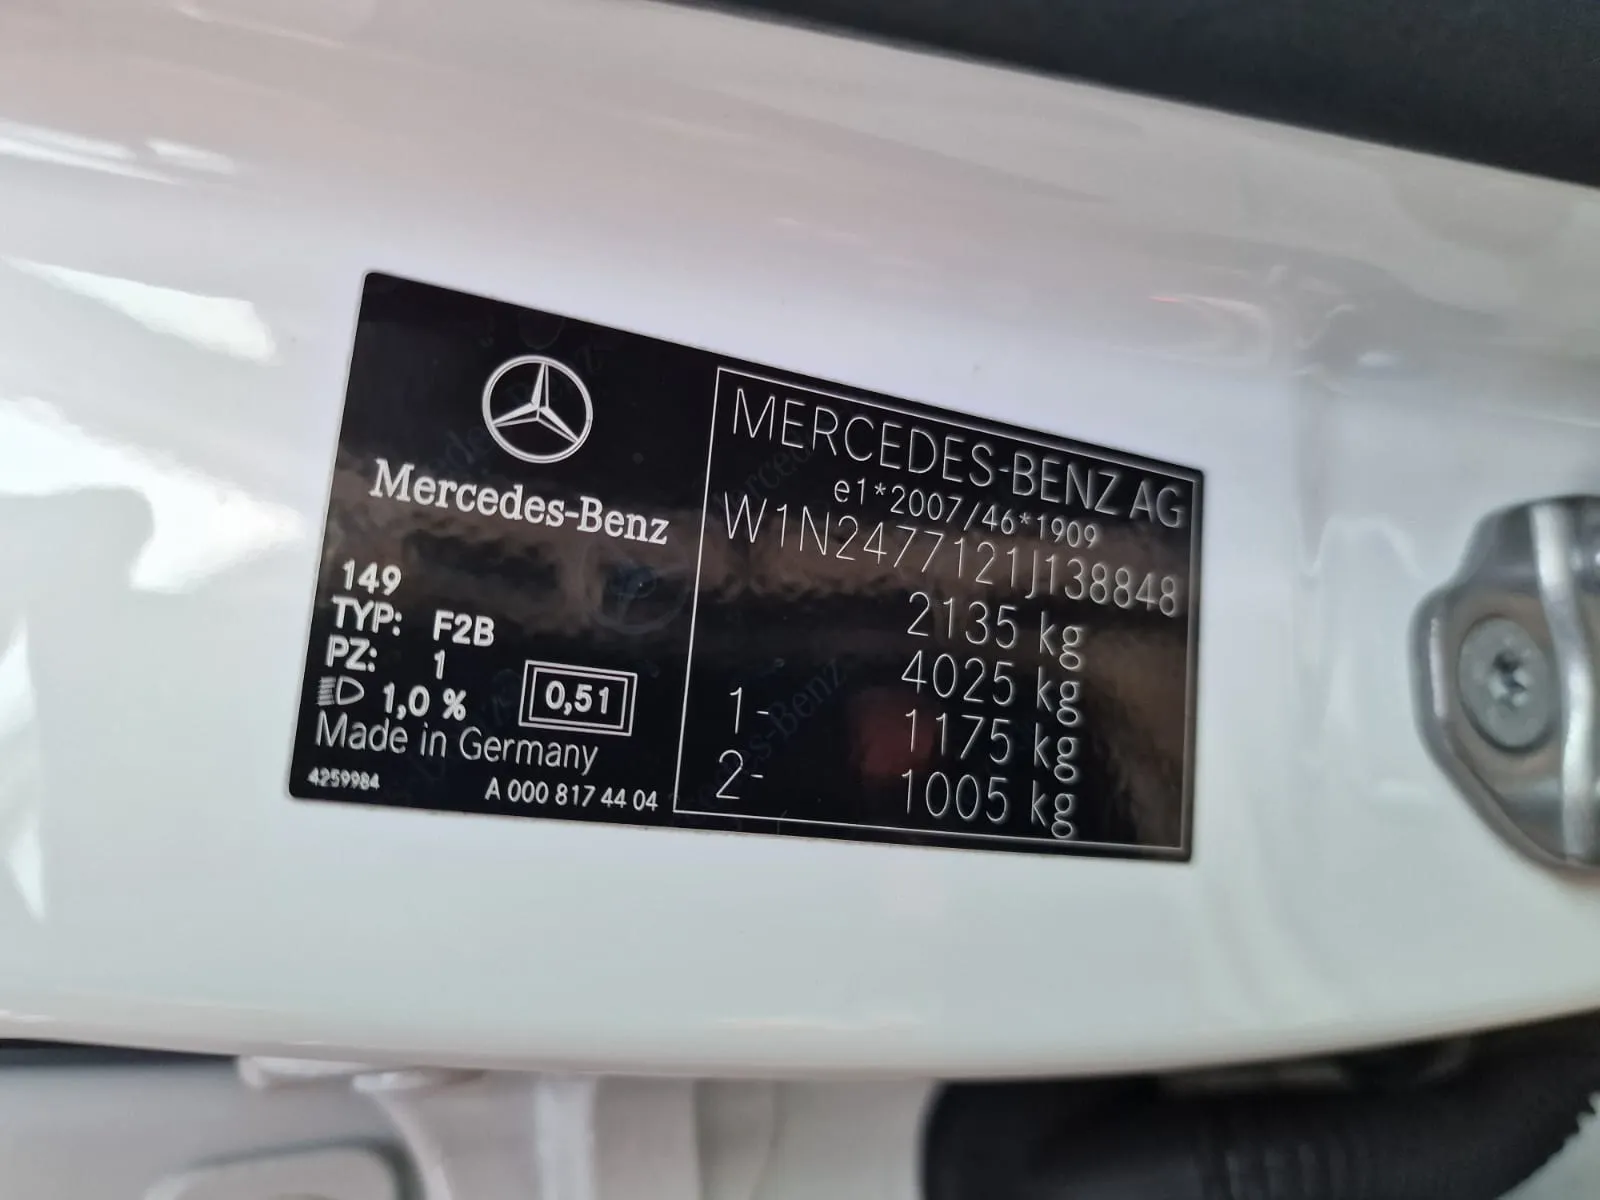 Mercedes-Benz
149
TYP: F2B
PZ: 1
1,0 % 0,51
Made in Germany
4259984 A 000 817 44 04
MERCEDES-BENZ AG
e1*2007/46*1909
W1N2477121J138848
2135 kg
4025 kg
1- 1175 kg
2- 1005 kg